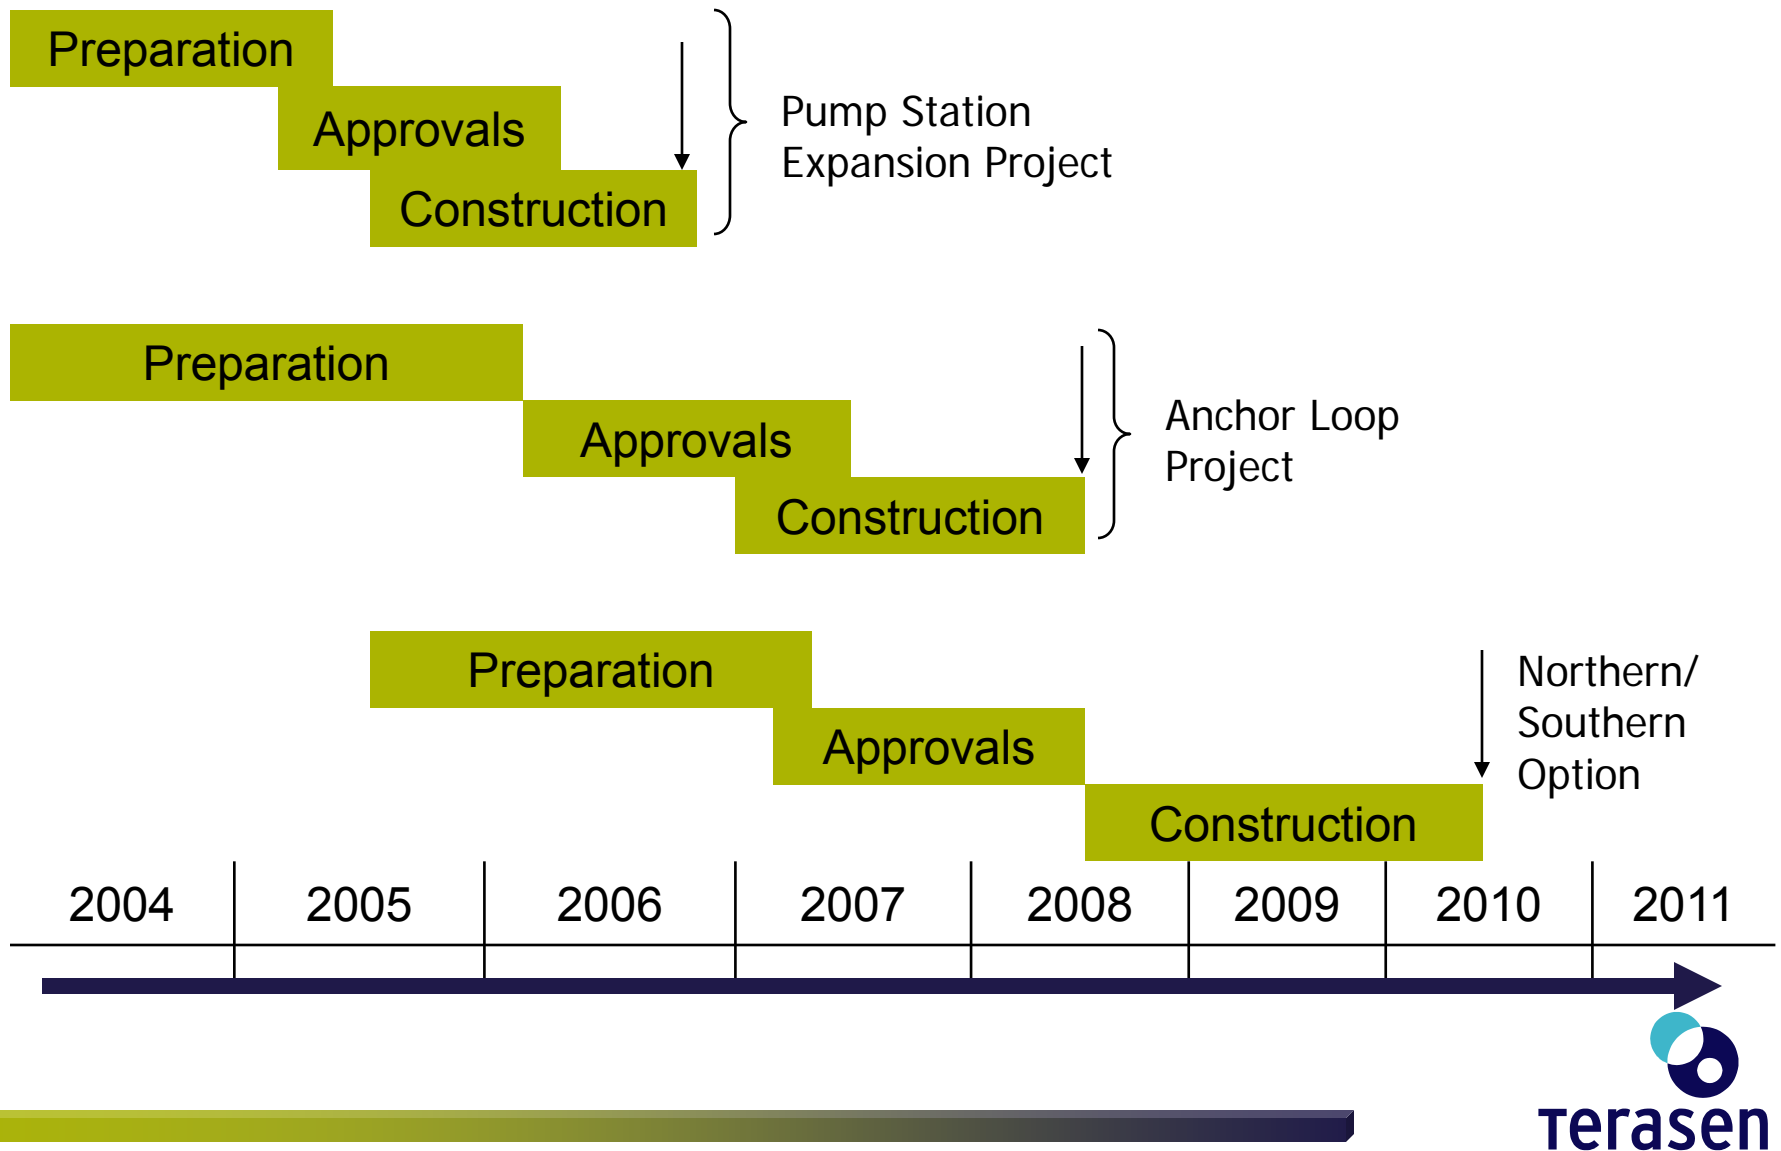 Preparation
Approvals
Construction
Pump Station
Expansion Project
Preparation
Approvals
Construction
Anchor Loop
Project
Preparation
Approvals
Construction
Northern/
Southern
Option
2004 2005 2006 2007 2008 2009 2010 2011
Terasen